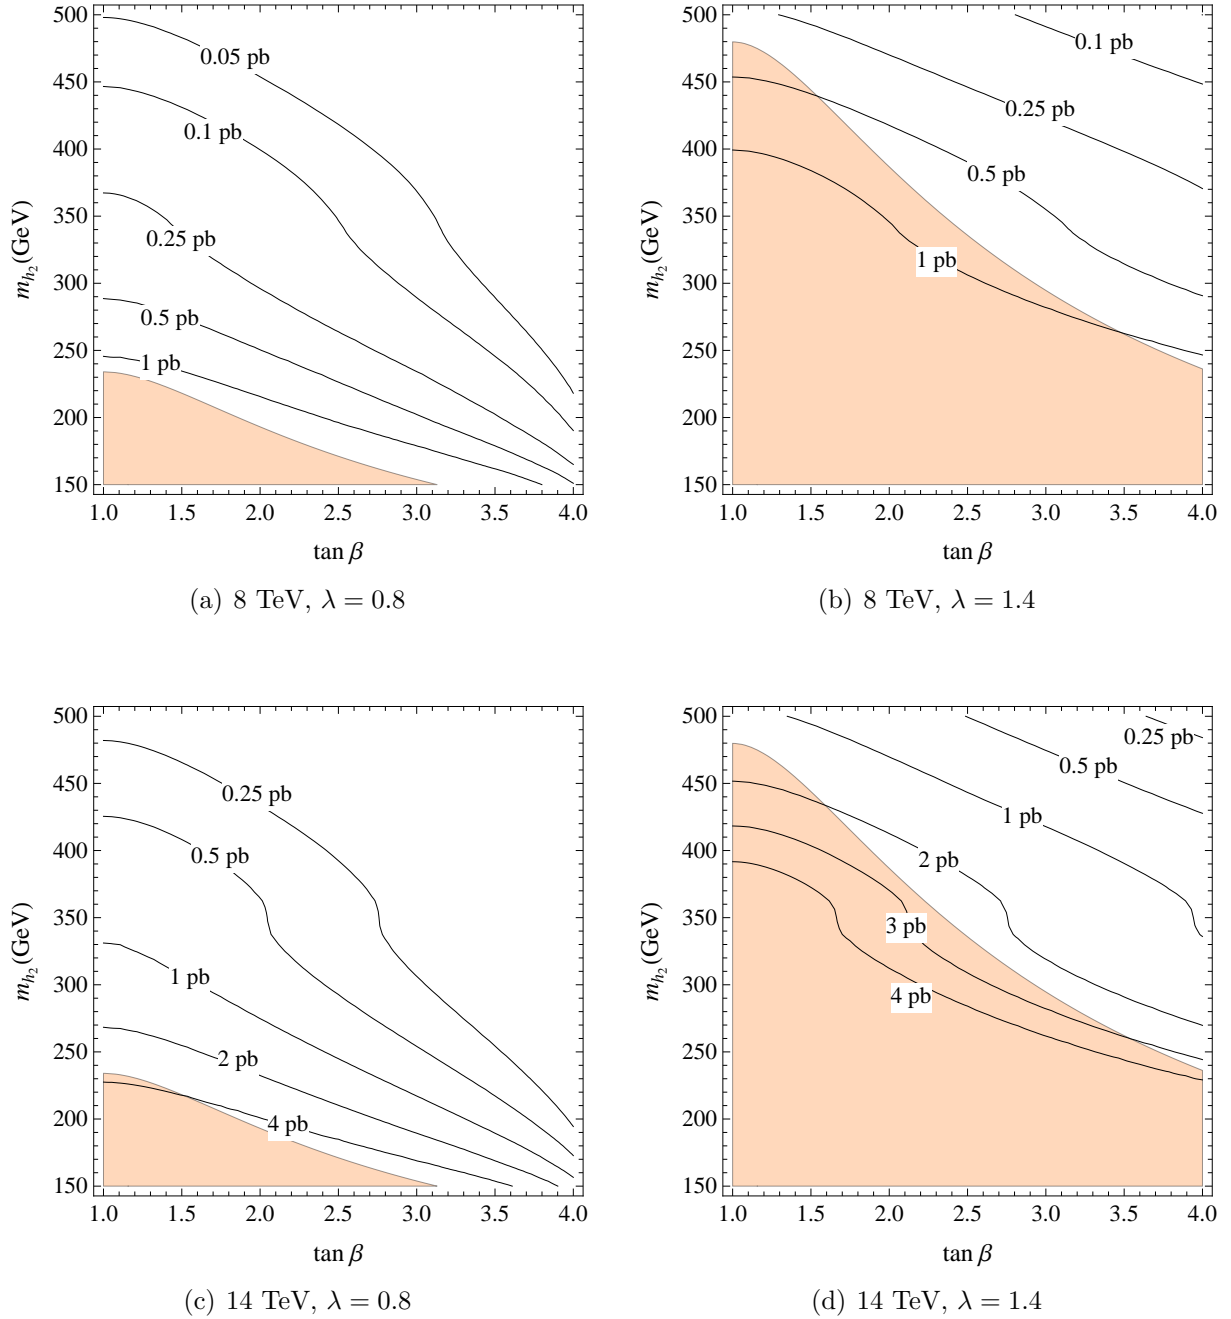 500
450
400
350
300
250
200
150
m_{h_2}(GeV)
0.05 pb
0.1 pb
0.25 pb
0.5 pb
1 pb
1.0 1.5 2.0 2.5 3.0 3.5 4.0
tan β
(a) 8 TeV, λ = 0.8
500
450
400
350
300
250
200
150
m_{h_2}(GeV)
0.1 pb
0.25 pb
0.5 pb
1 pb
1.0 1.5 2.0 2.5 3.0 3.5 4.0
tan β
(b) 8 TeV, λ = 1.4
500
450
400
350
300
250
200
150
m_{h_2}(GeV)
0.25 pb
0.5 pb
1 pb
2 pb
4 pb
1.0 1.5 2.0 2.5 3.0 3.5 4.0
tan β
(c) 14 TeV, λ = 0.8
500
450
400
350
300
250
200
150
m_{h_2}(GeV)
0.25 pb
0.5 pb
1 pb
2 pb
3 pb
4 pb
1.0 1.5 2.0 2.5 3.0 3.5 4.0
tan β
(d) 14 TeV, λ = 1.4